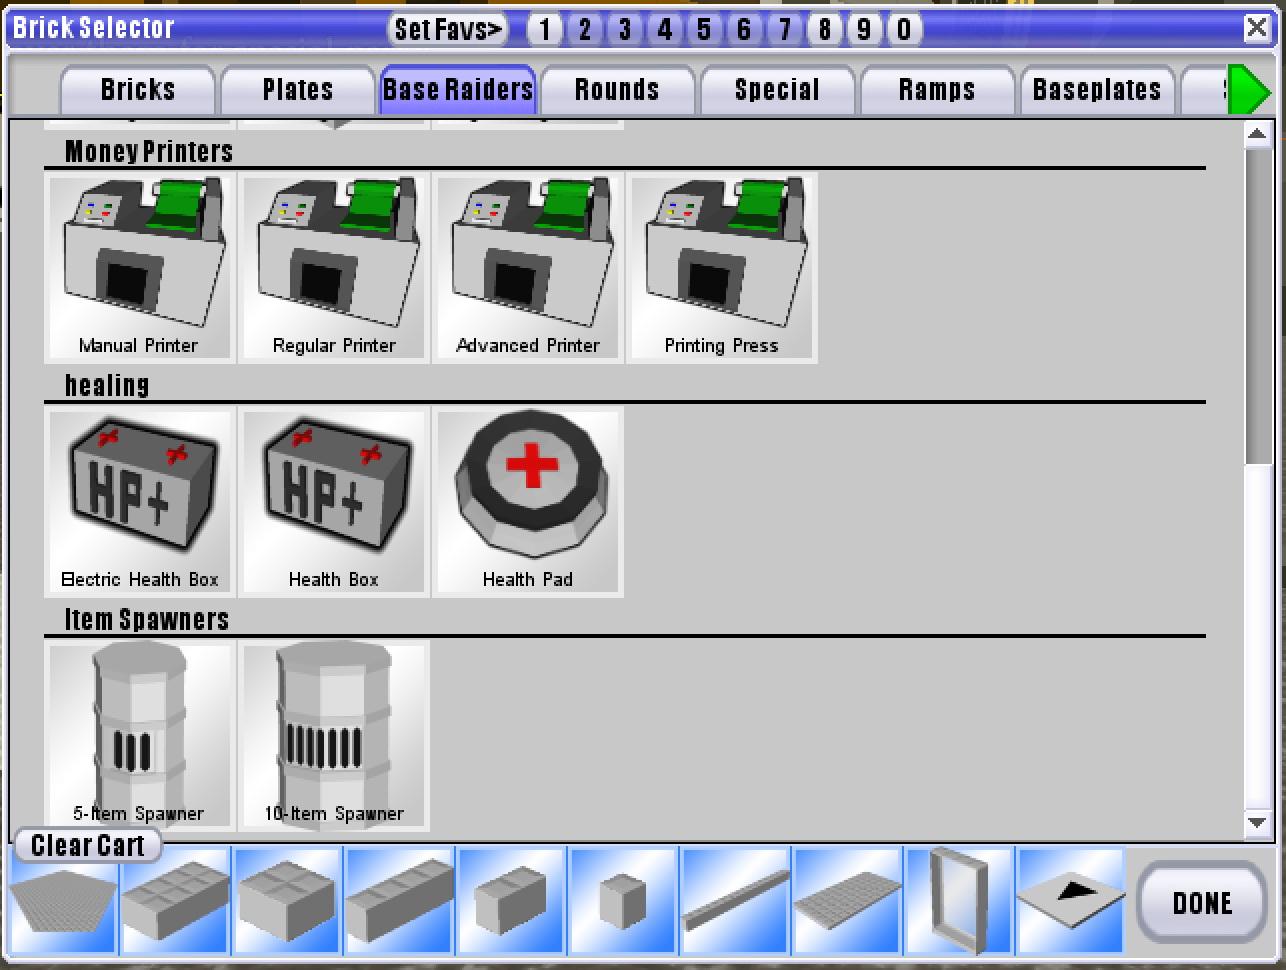 Brick Selector
Set Favs>
1 2 3 4 5 6 7 8 9 0
Bricks Plates Base Raiders Rounds Special Ramps Baseplates
Money Printers
Manual Printer Regular Printer Advanced Printer Printing Press
healing
HP+ HP+
Electric Health Box Health Box Health Pad
Item Spawners
5-Item Spawner 10-Item Spawner
Clear Cart
DONE